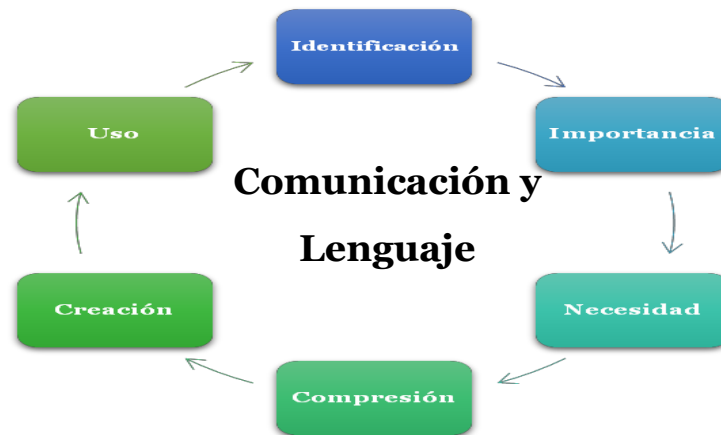 Identificación
Importancia
Necesidad
Compresión
Creación
Uso
Comunicación y
Lenguaje